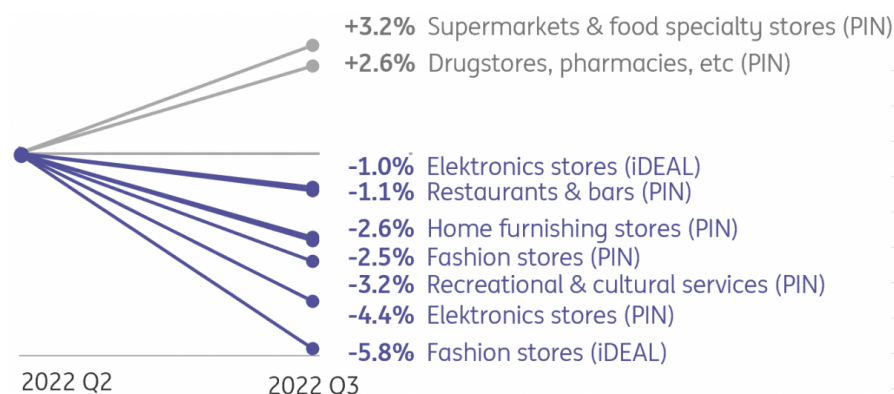 +3.2% Supermarkets & food specialty stores (PIN)
+2.6% Drugstores, pharmacies, etc (PIN)
-1.0% Elektronics stores (iDEAL)
-1.1% Restaurants & bars (PIN)
-2.6% Home furnishing stores (PIN)
-2.5% Fashion stores (PIN)
-3.2% Recreational & cultural services (PIN)
-4.4% Elektronics stores (PIN)
-5.8% Fashion stores (iDEAL)
2022 Q2 2022 Q3